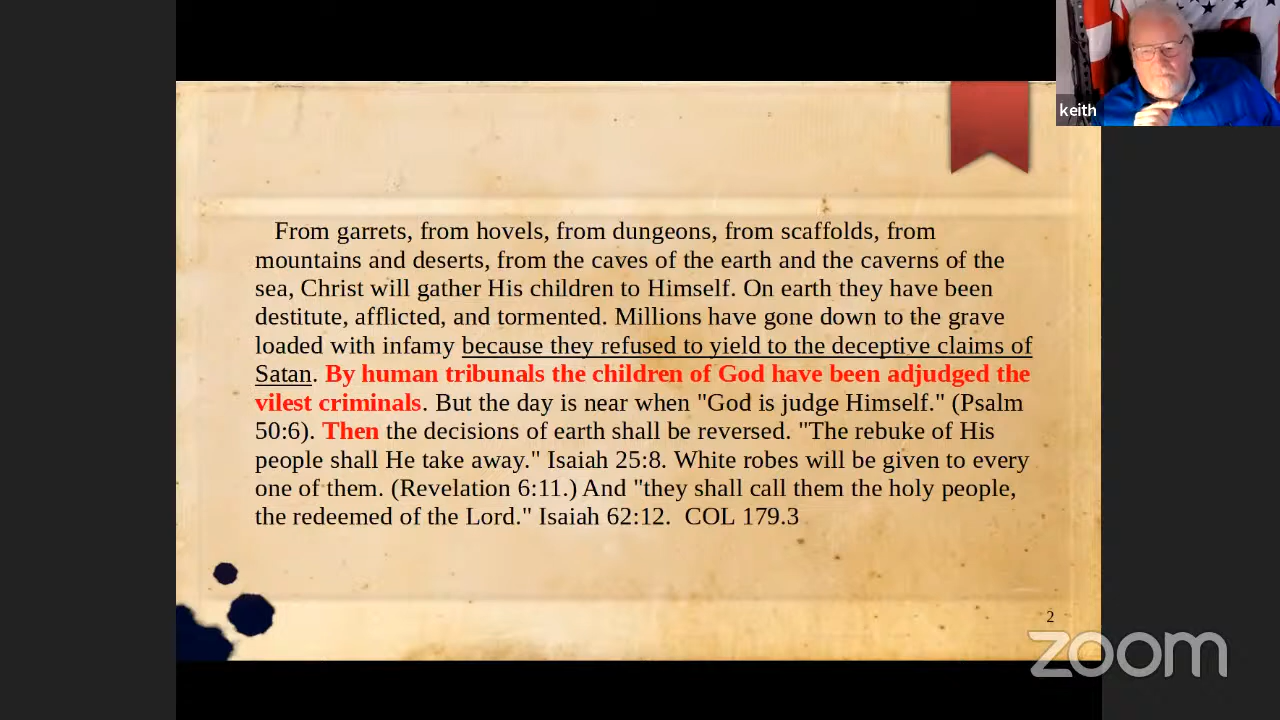 keith
From garrets, from hovels, from dungeons, from scaffolds, from
mountains and deserts, from the caves of the earth and the caverns of the
sea, Christ will gather His children to Himself. On earth they have been
destitute, afflicted, and tormented. Millions have gone down to the grave
loaded with infamy because they refused to yield to the deceptive claims of
Satan. By human tribunals the children of God have been adjudged the
vilest criminals. But the day is near when "God is judge Himself." (Psalm
50:6). Then the decisions of earth shall be reversed. "The rebuke of His
people shall He take away." Isaiah 25:8. White robes will be given to every
one of them. (Revelation 6:11.) And "they shall call them the holy people,
the redeemed of the Lord." Isaiah 62:12.  COL 179.3
2
zoom